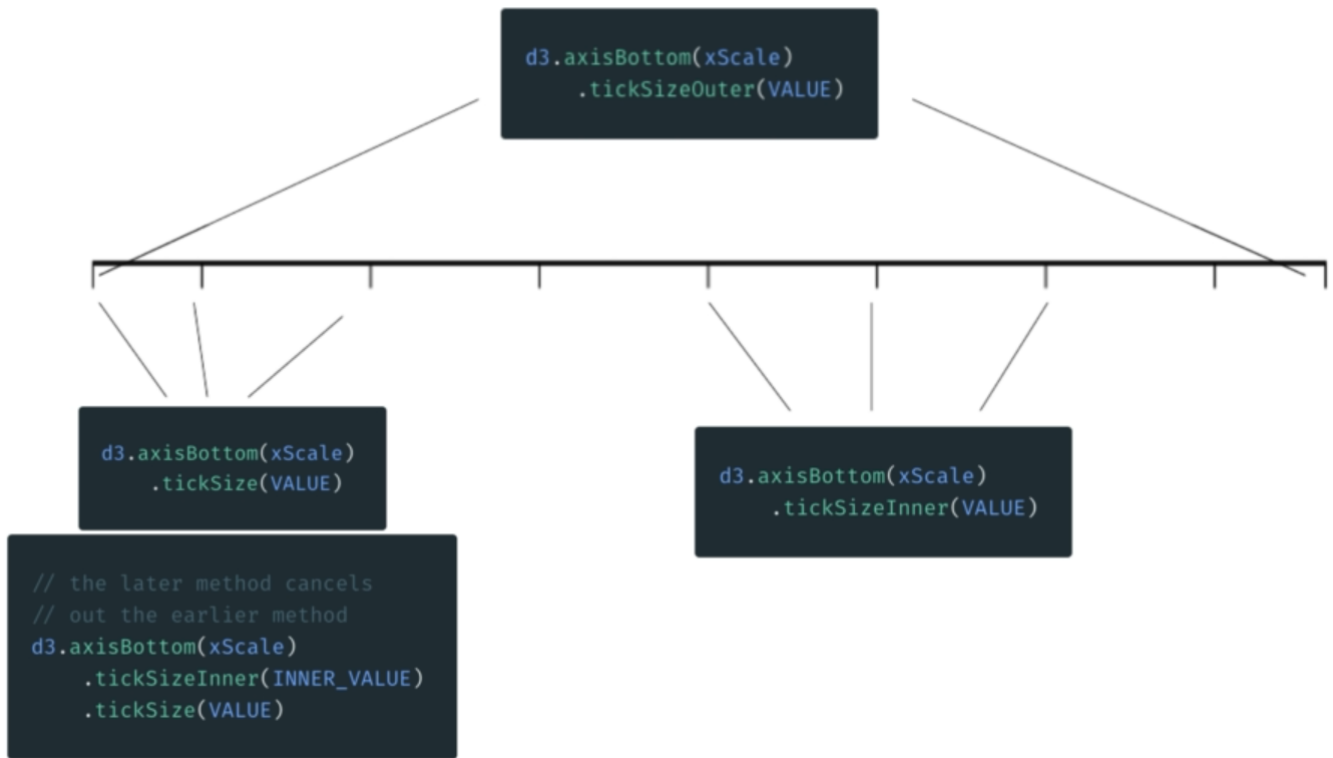 d3.axisBottom(xScale)
.tickSizeOuter(VALUE)
d3.axisBottom(xScale)
.tickSize(VALUE)
d3.axisBottom(xScale)
.tickSizeInner(VALUE)
// the later method cancels
// out the earlier method
d3.axisBottom(xScale)
.tickSizeInner(INNER_VALUE)
.tickSize(VALUE)